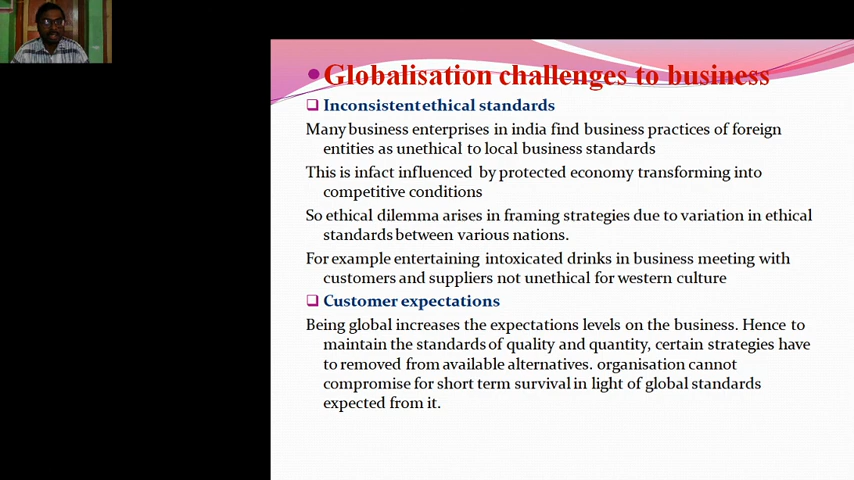 Globalisation challenges to business
Inconsistent ethical standards
Many business enterprises in india find business practices of foreign
entities as unethical to local business standards
This is infact influenced by protected economy transforming into
competitive conditions
So ethical dilemma arises in framing strategies due to variation in ethical
standards between various nations.
For example entertaining intoxicated drinks in business meeting with
customers and suppliers not unethical for western culture
Customer expectations
Being global increases the expectations levels on the business. Hence to
maintain the standards of quality and quantity, certain strategies have
to removed from available alternatives. organisation cannot
compromise for short term survival in light of global standards
expected from it.